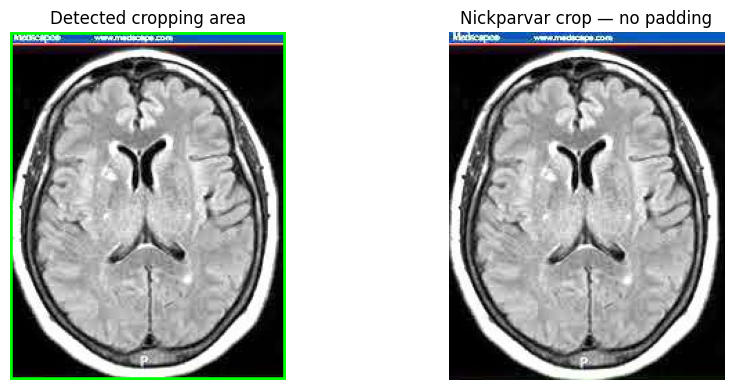 Detected cropping area
Nickparvar crop — no padding
Medscape® www.medscape.com
Medscape® www.medscape.com
P
P